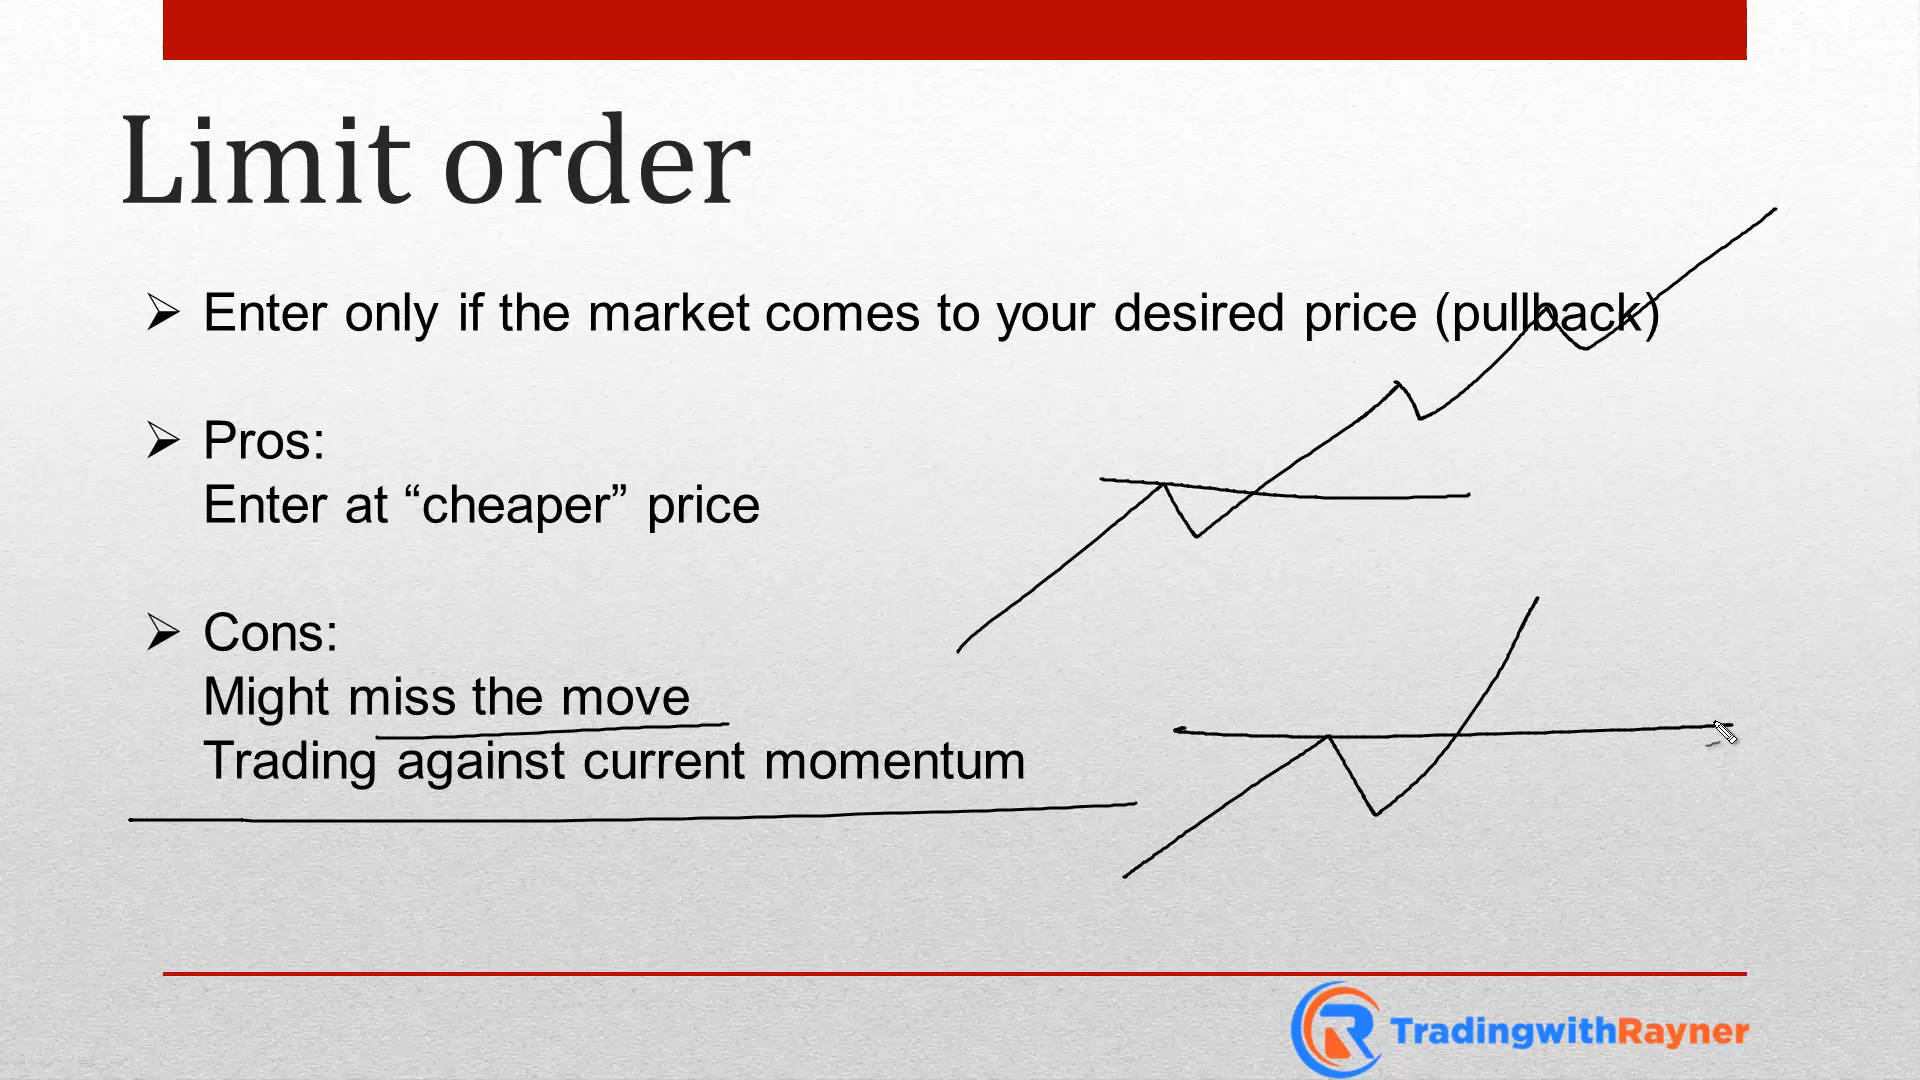 Limit order
➢ Enter only if the market comes to your desired price (pullback)
➢ Pros:
Enter at “cheaper” price
➢ Cons:
Might miss the move
Trading against current momentum
TradingwithRayner